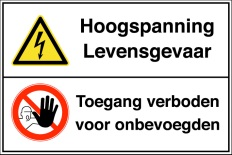 Hoogspanning
Levensgevaar
Toegang verboden
voor onbevoegden